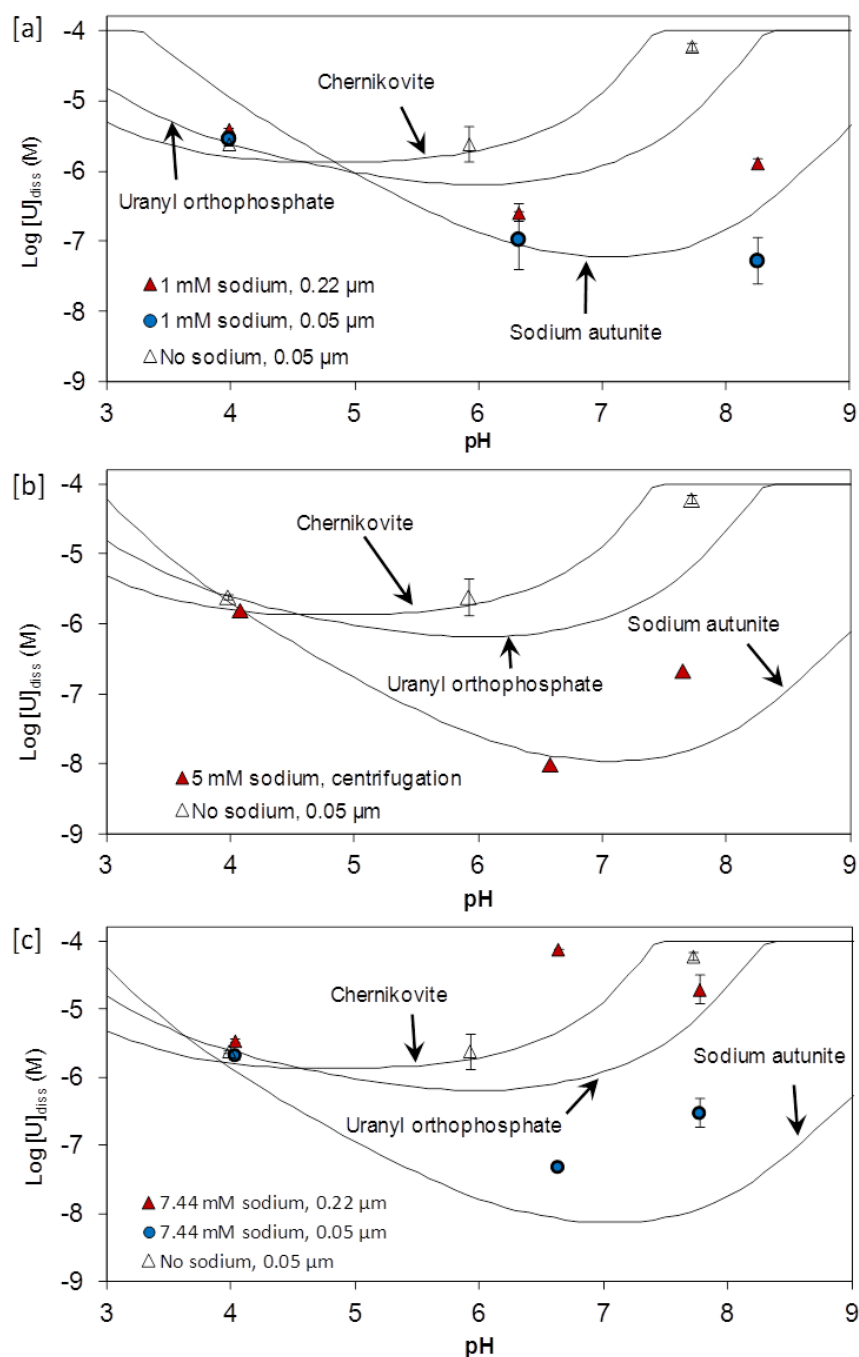 [a]
-4
-5
-6
-7
-8
-9
Log [U]diss (M)
Chernikovite
Uranyl orthophosphate
Sodium autunite
1 mM sodium, 0.22 µm
1 mM sodium, 0.05 µm
No sodium, 0.05 µm
3 4 5 6 7 8 9
pH
[b]
-4
-5
-6
-7
-8
-9
Log [U]diss (M)
Chernikovite
Sodium autunite
Uranyl orthophosphate
5 mM sodium, centrifugation
No sodium, 0.05 µm
3 4 5 6 7 8 9
pH
[c]
-4
-5
-6
-7
-8
-9
Log [U]diss (M)
Chernikovite
Sodium autunite
Uranyl orthophosphate
7.44 mM sodium, 0.22 µm
7.44 mM sodium, 0.05 µm
No sodium, 0.05 µm
3 4 5 6 7 8 9
pH